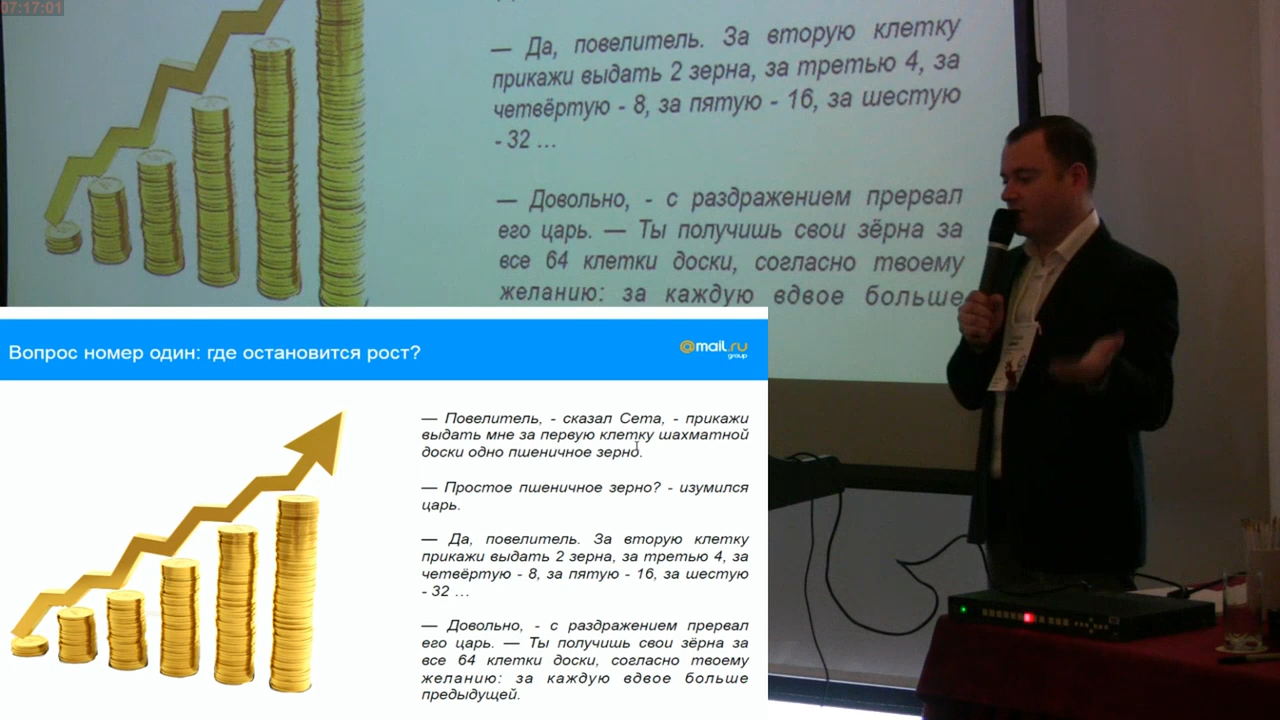 07:17:01
— Да, повелитель. За вторую клетку
прикажи выдать 2 зерна, за третью 4, за
четвёртую - 8, за пятую - 16, за шестую
- 32 ...
— Довольно, - с раздражением прервал
его царь. — Ты получишь свои зёрна за
все 64 клетки доски, согласно твоему
желанию: за каждую вдвое больше
Вопрос номер один: где остановится рост?
@mail.ru
group
— Повелитель, - сказал Сета, - прикажи
выдать мне за первую клетку шахматной
доски одно пшеничное зерно.
— Простое пшеничное зерно? - изумился
царь.
— Да, повелитель. За вторую клетку
прикажи выдать 2 зерна, за третью 4, за
четвёртую - 8, за пятую - 16, за шестую
- 32 ...
— Довольно, - с раздражением прервал
его царь. — Ты получишь свои зёрна за
все 64 клетки доски, согласно твоему
желанию: за каждую вдвое больше
предыдущей.